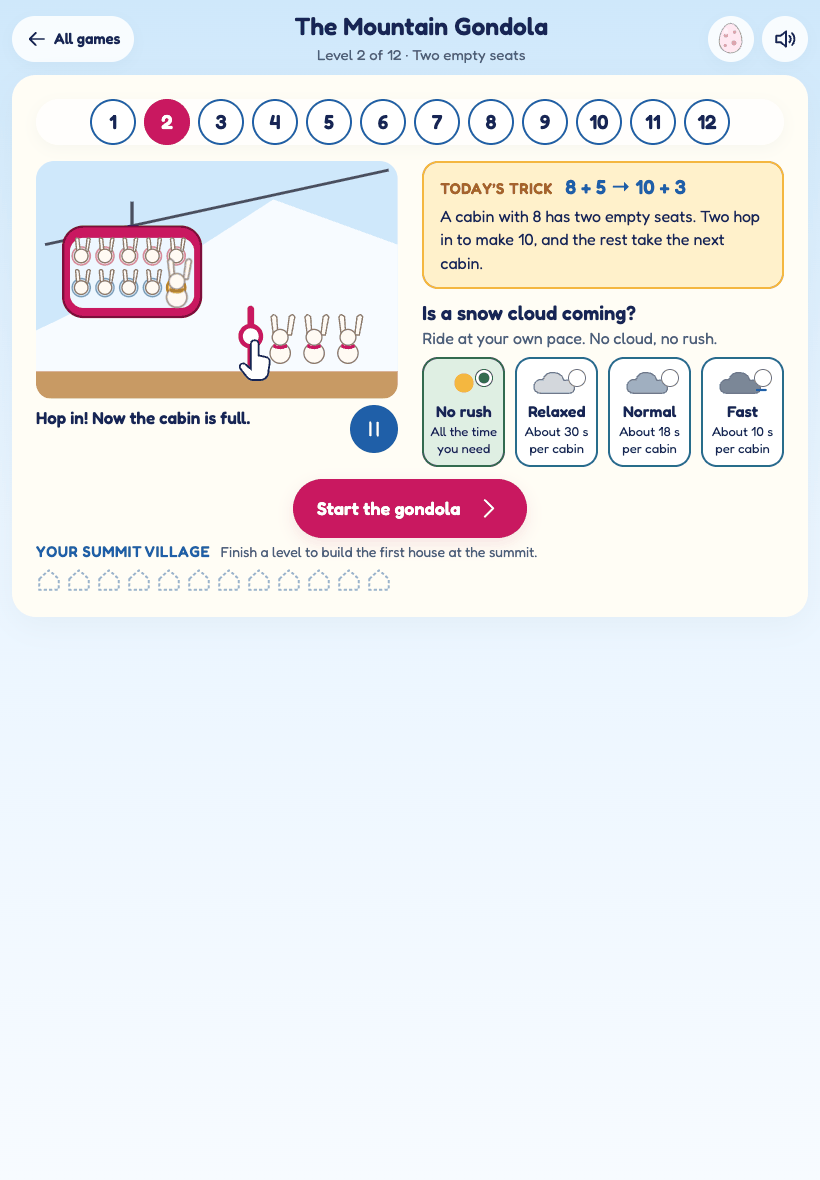 All games
The Mountain Gondola
Level 2 of 12 · Two empty seats
1 2 3 4 5 6 7 8 9 10 11 12
TODAY'S TRICK 8 + 5 → 10 + 3
A cabin with 8 has two empty seats. Two hop
in to make 10, and the rest take the next
cabin.
Hop in! Now the cabin is full.
Is a snow cloud coming?
Ride at your own pace. No cloud, no rush.
No rush
All the time
you need
Relaxed
About 30 s
per cabin
Normal
About 18 s
per cabin
Fast
About 10 s
per cabin
Start the gondola
YOUR SUMMIT VILLAGE Finish a level to build the first house at the summit.